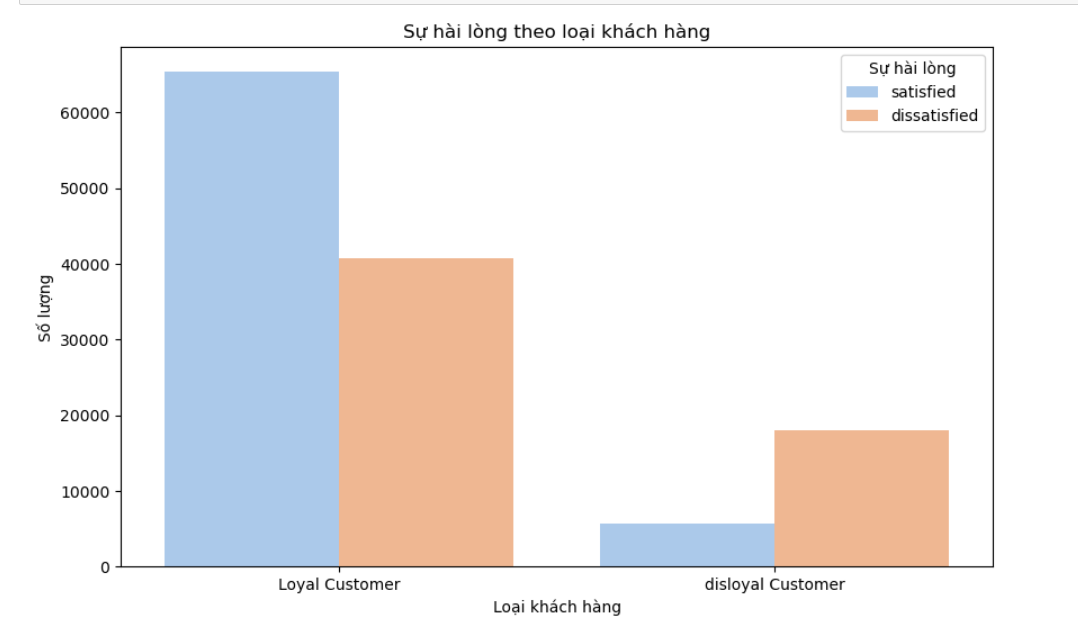 Sự hài lòng theo loại khách hàng
Sự hài lòng
satisfied
dissatisfied
Số lượng
60000
50000
40000
30000
20000
10000
0
Loyal Customer
disloyal Customer
Loại khách hàng